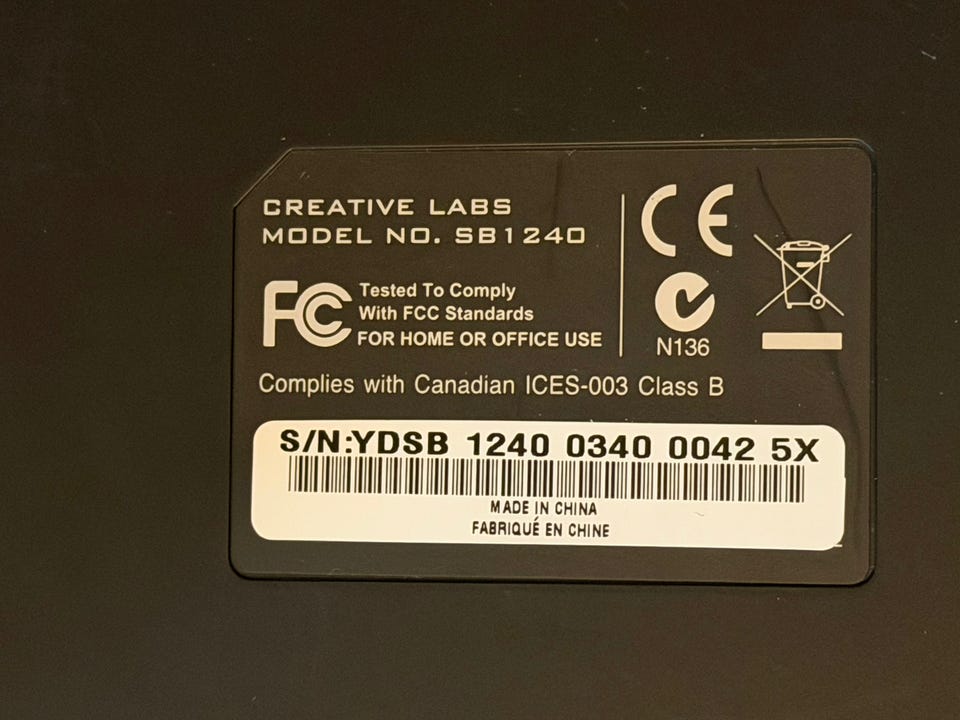 CREATIVE LABS
MODEL NO. SB1240
CE
FC Tested To Comply
With FCC Standards
FOR HOME OR OFFICE USE
N136
Complies with Canadian ICES-003 Class B
S/N:YDSB 1240 0340 0042 5X
MADE IN CHINA
FABRIQUÉ EN CHINE